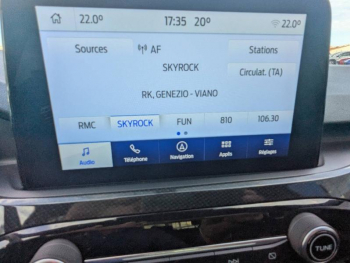 22.0° 17:35 20° 22.0°
Sources AF Stations
SKYROCK
Circulat. (TA)
RK, GENEZIO - VIANO
RMC SKYROCK FUN 810 106.30
Audio Téléphone Navigation Applis Réglages
TUNE